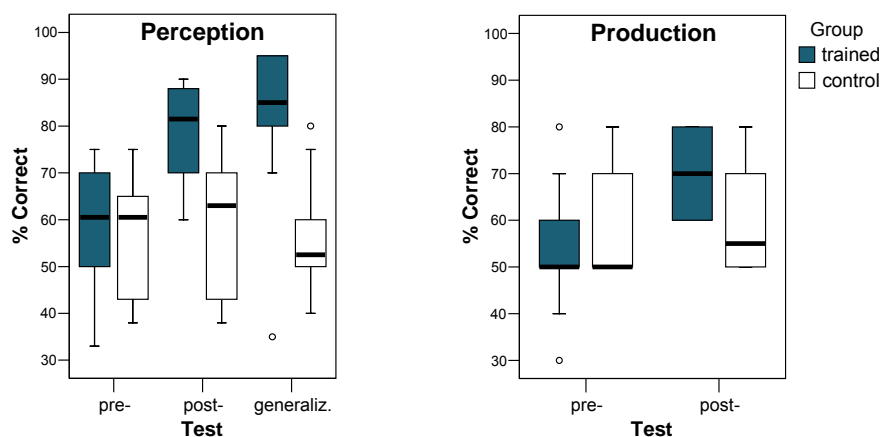 Perception
% Correct
100
90
80
70
60
50
40
30
pre- post- generaliz.
Test
Production
% Correct
100
90
80
70
60
50
40
30
pre- post-
Test
Group
trained
control